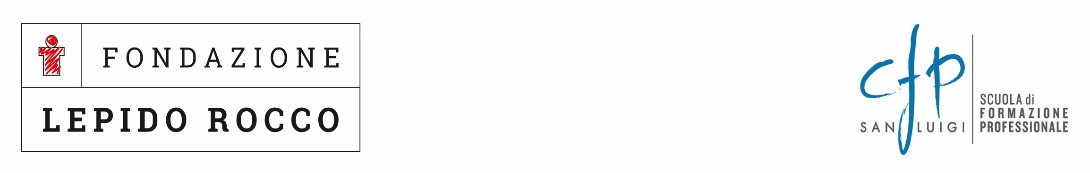 FONDAZIONE
LEPIDO ROCCO
cfp
SAN LUIGI
SCUOLA di
FORMAZIONE
PROFESSIONALE